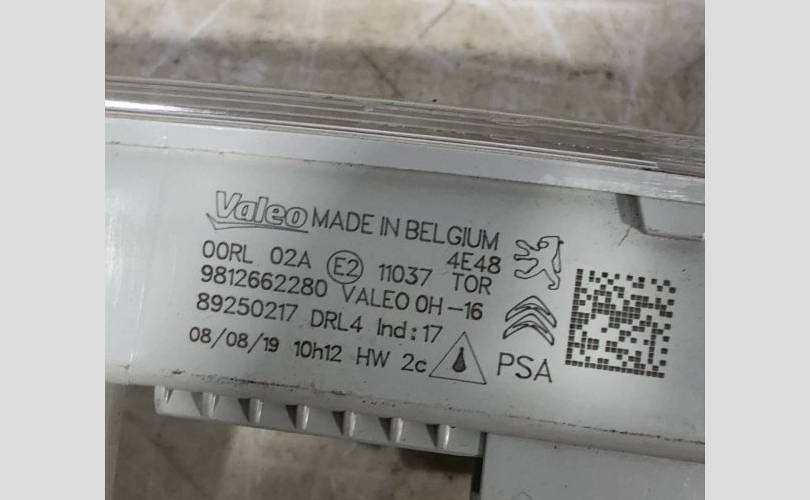 Valeo MADE IN BELGIUM
00RL 02A E2 11037 4E48 TOR
9812662280 VALEO 0H-16
89250217 DRL4 Ind:17
08/08/19 10h12 HW 2c PSA